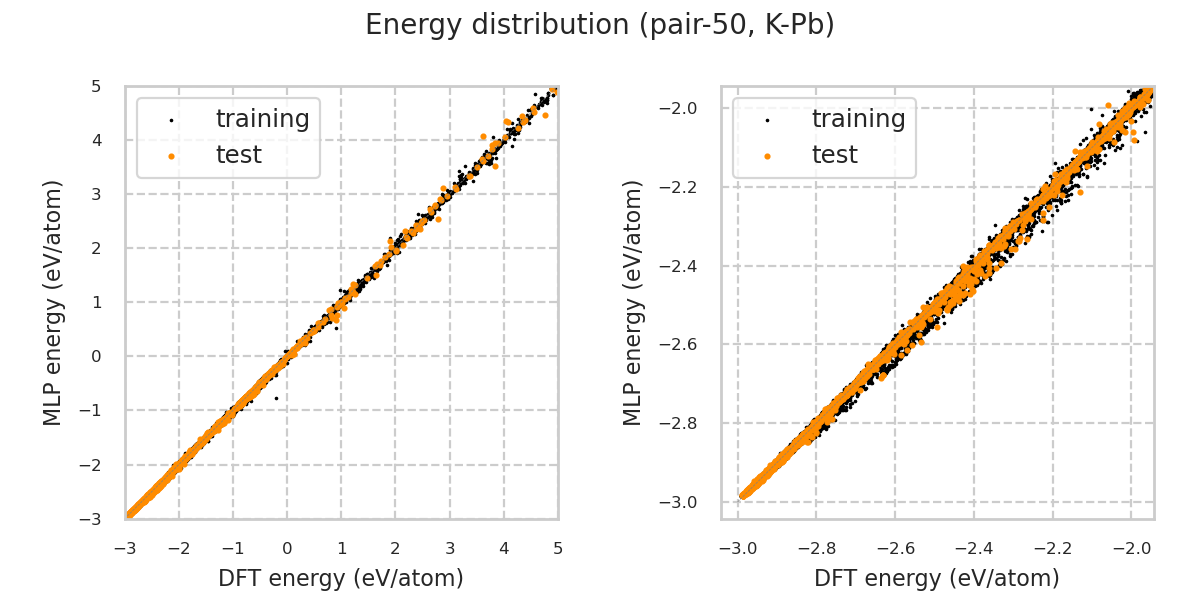 Energy distribution (pair-50, K-Pb)
MLP energy (eV/atom)
5
4
3
2
1
0
−1
−2
−3
training
test
−3 −2 −1 0 1 2 3 4 5
DFT energy (eV/atom)
MLP energy (eV/atom)
−2.0
−2.2
−2.4
−2.6
−2.8
−3.0
training
test
−3.0 −2.8 −2.6 −2.4 −2.2 −2.0
DFT energy (eV/atom)